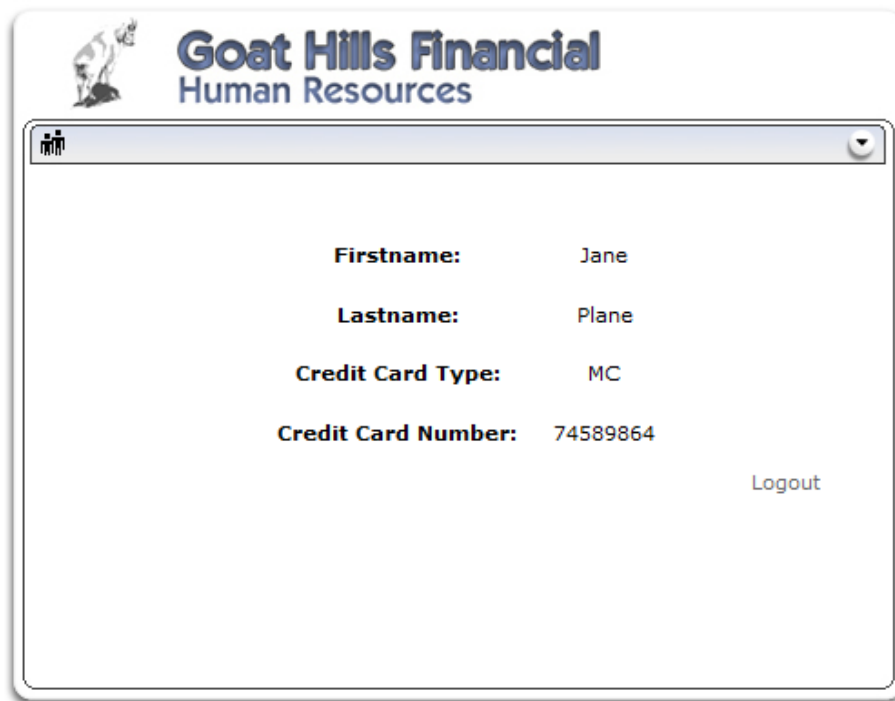 Goat Hills Financial
Human Resources
Firstname: Jane
Lastname: Plane
Credit Card Type: MC
Credit Card Number: 74589864
Logout